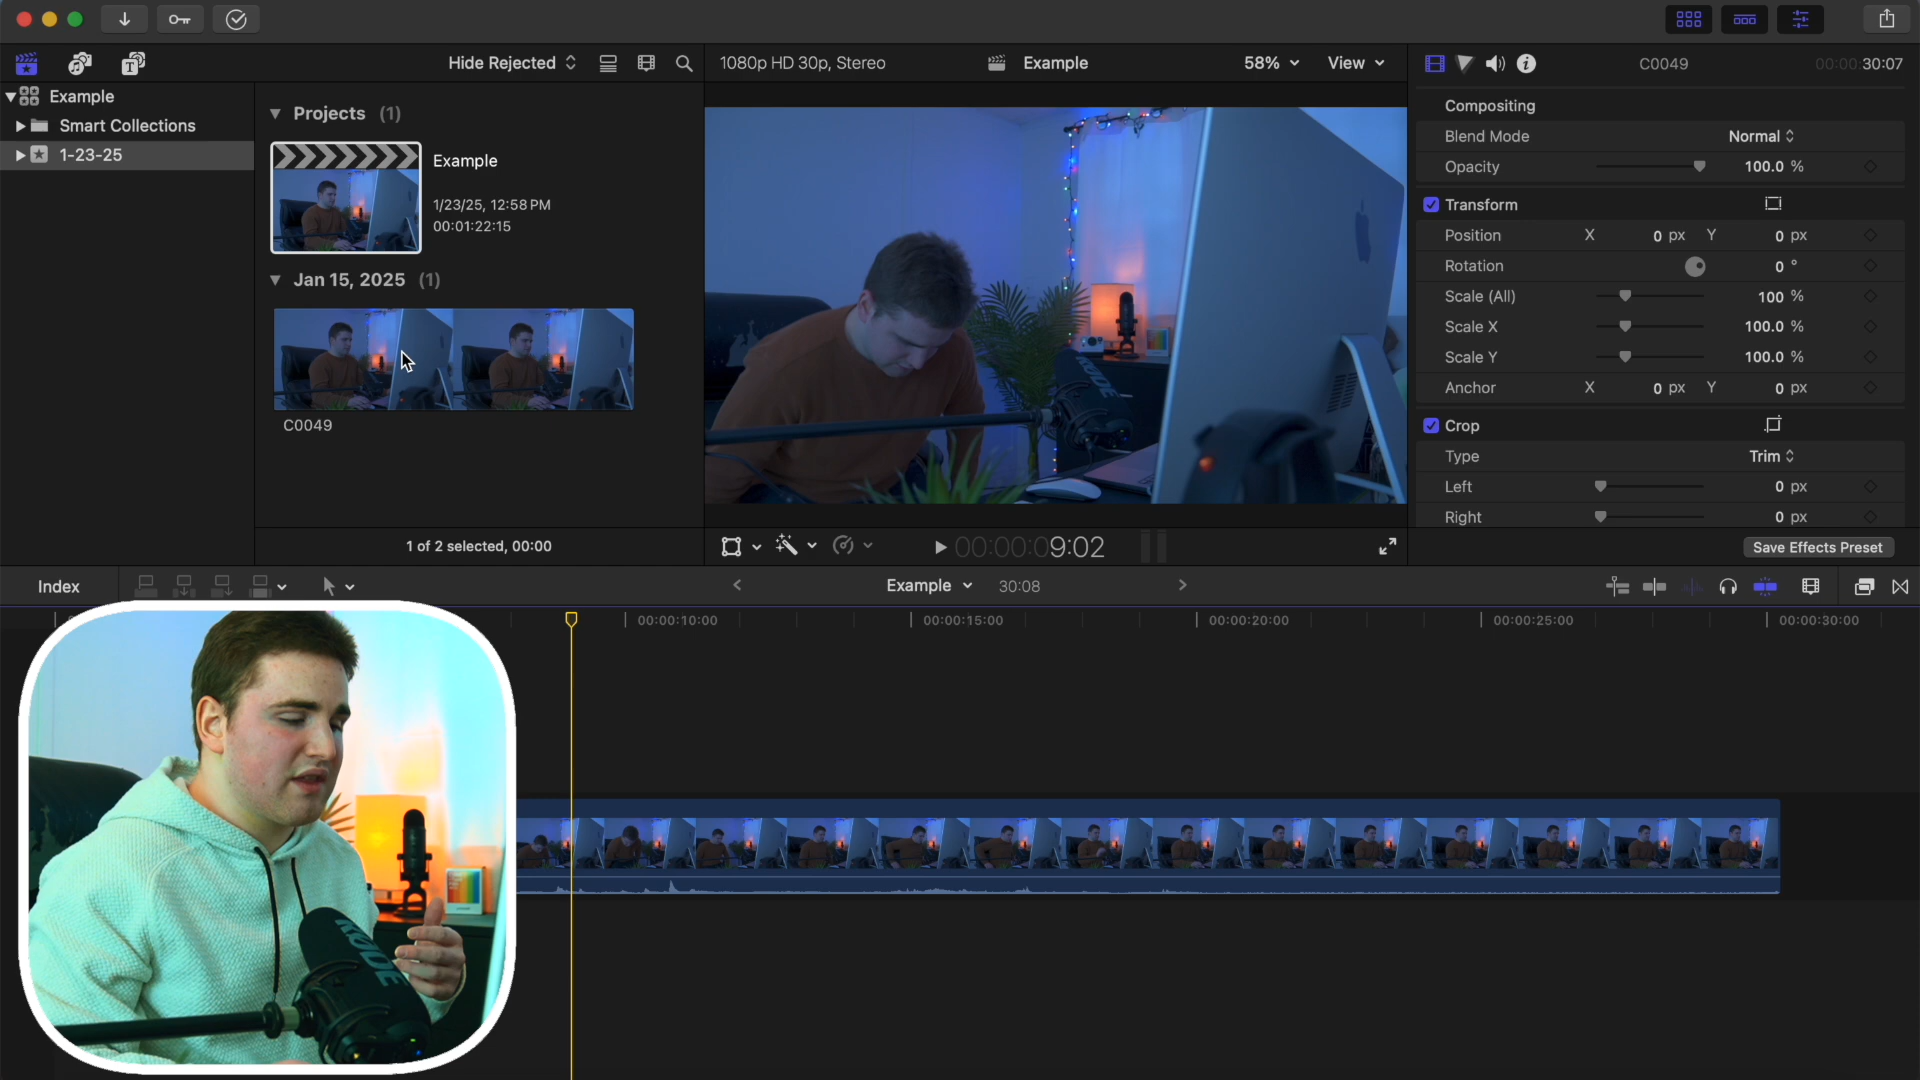 Hide Rejected
1080p HD 30p, Stereo
Example
58%
View
C0049
00:00:00:30:07
Example
Smart Collections
1-23-25
Projects (1)
Example
1/23/25, 12:58 PM
00:01:22:15
Jan 15, 2025 (1)
C0049
1 of 2 selected, 00:00
RØDE
00:00:00:09:02
Compositing
Blend Mode Normal
Opacity 100.0 %
Transform
Position X 0 px Y 0 px
Rotation 0 °
Scale (All) 100 %
Scale X 100.0 %
Scale Y 100.0 %
Anchor X 0 px Y 0 px
Crop
Type Trim
Left 0 px
Right 0 px
Save Effects Preset
Index
Example
30:08
00:00:10:00
00:00:15:00
00:00:20:00
00:00:25:00
00:00:30:00
RØDE